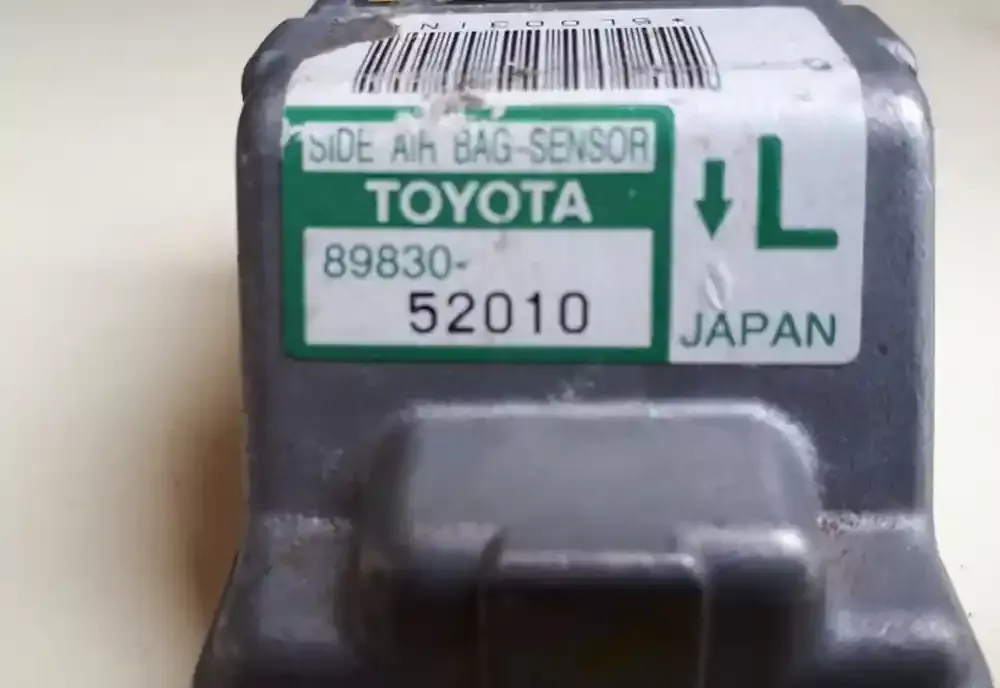 SIDE AIR BAG-SENSOR
TOYOTA
89830-
52010
L
JAPAN